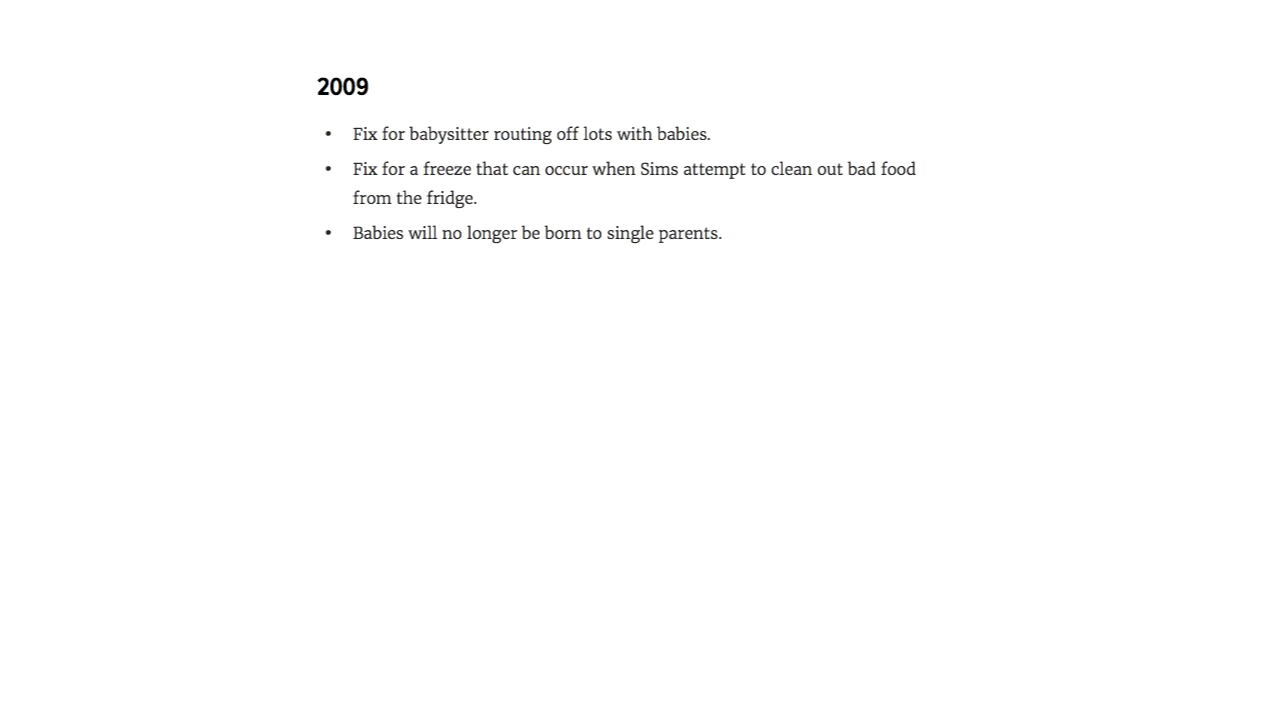 2009
• Fix for babysitter routing off lots with babies.
• Fix for a freeze that can occur when Sims attempt to clean out bad food
from the fridge.
• Babies will no longer be born to single parents.